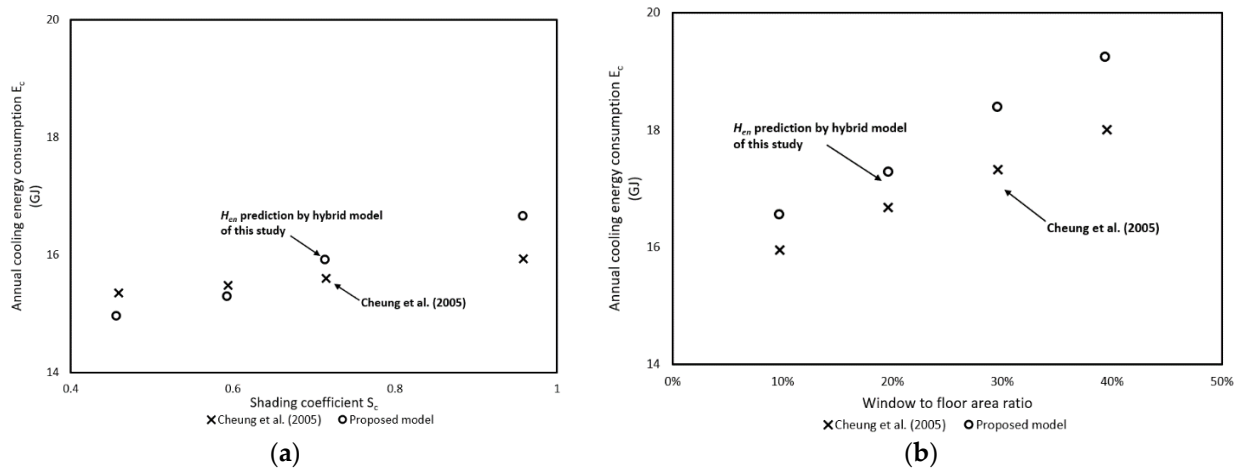 Annual cooling energy consumption E_c
(GJ)
20
18
16
14
0.4
0.6
0.8
1
H_en prediction by hybrid model
of this study
Cheung et al. (2005)
Shading coefficient S_c
×Cheung et al. (2005) oProposed model
(a)
Annual cooling energy consumption E_c
(GJ)
20
18
16
14
0%
10%
20%
30%
40%
50%
H_en prediction by hybrid model
of this study
Cheung et al. (2005)
Window to floor area ratio
×Cheung et al. (2005) oProposed model
(b)